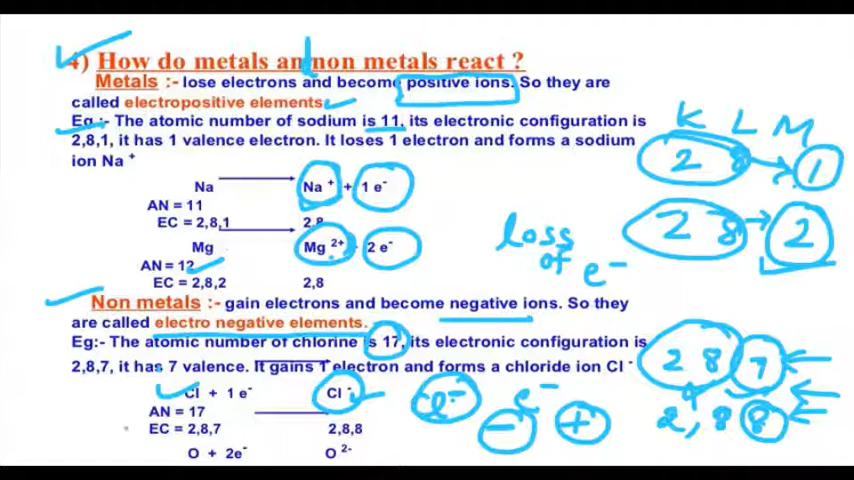 4) How do metals and non metals react ?
Metals :- lose electrons and become positive ions. So they are
called electropositive elements.
Eg :- The atomic number of sodium is 11, its electronic configuration is
2,8,1, it has 1 valence electron. It loses 1 electron and forms a sodium
ion Na +
Na Na + + 1 e-
AN = 11
EC = 2,8,1 2,8
Mg Mg 2+ 2 e-
AN = 12
EC = 2,8,2 2,8
Non metals :- gain electrons and become negative ions. So they
are called electro negative elements.
Eg:- The atomic number of chlorine is 17, its electronic configuration is
2,8,7, it has 7 valence. It gains 1 electron and forms a chloride ion Cl -
Cl + 1 e- Cl -
AN = 17
EC = 2,8,7 2,8,8
O + 2e- O 2-
K L M
2 8 1
2 8 2
loss
of e-
2 8 7
Cl- e-
- +
2, 8 8